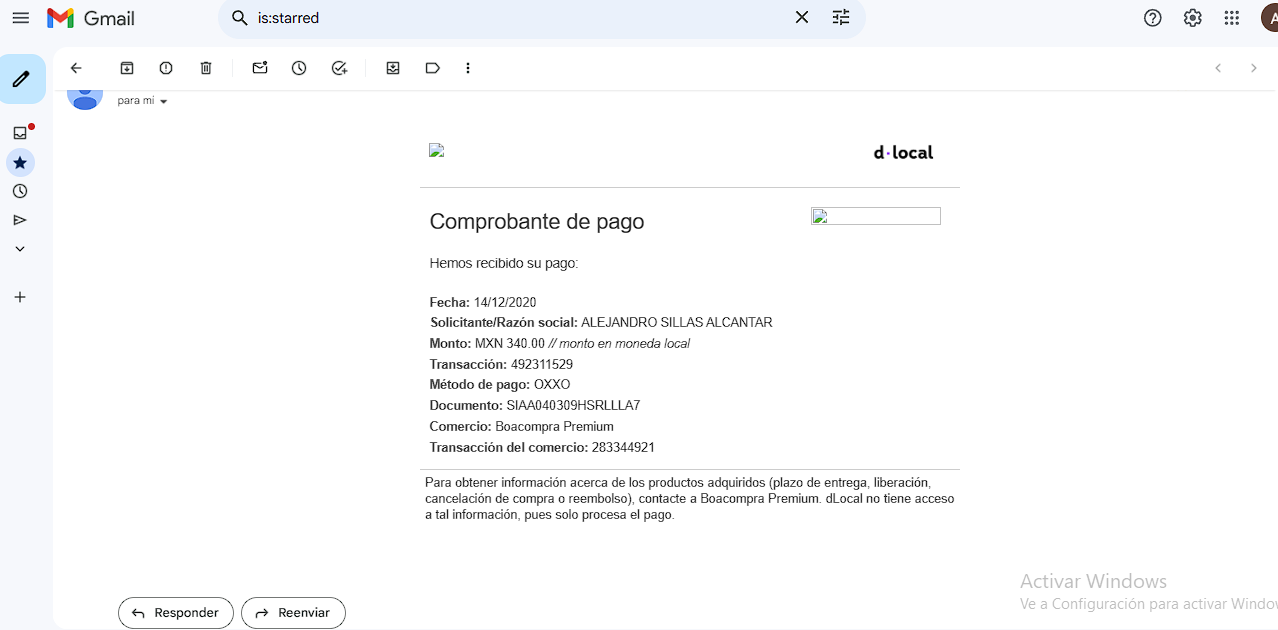 Gmail
is:starred
A
para mí
d·local
Comprobante de pago
Hemos recibido su pago:
Fecha: 14/12/2020
Solicitante/Razón social: ALEJANDRO SILLAS ALCANTAR
Monto: MXN 340.00 // monto en moneda local
Transacción: 492311529
Método de pago: OXXO
Documento: SIAA040309HSRLLLA7
Comercio: Boacompra Premium
Transacción del comercio: 283344921
Para obtener información acerca de los productos adquiridos (plazo de entrega, liberación,
cancelación de compra o reembolso), contacte a Boacompra Premium. dLocal no tiene acceso
a tal información, pues solo procesa el pago.
Activar Windows
Ve a Configuración para activar Window
Responder
Reenviar